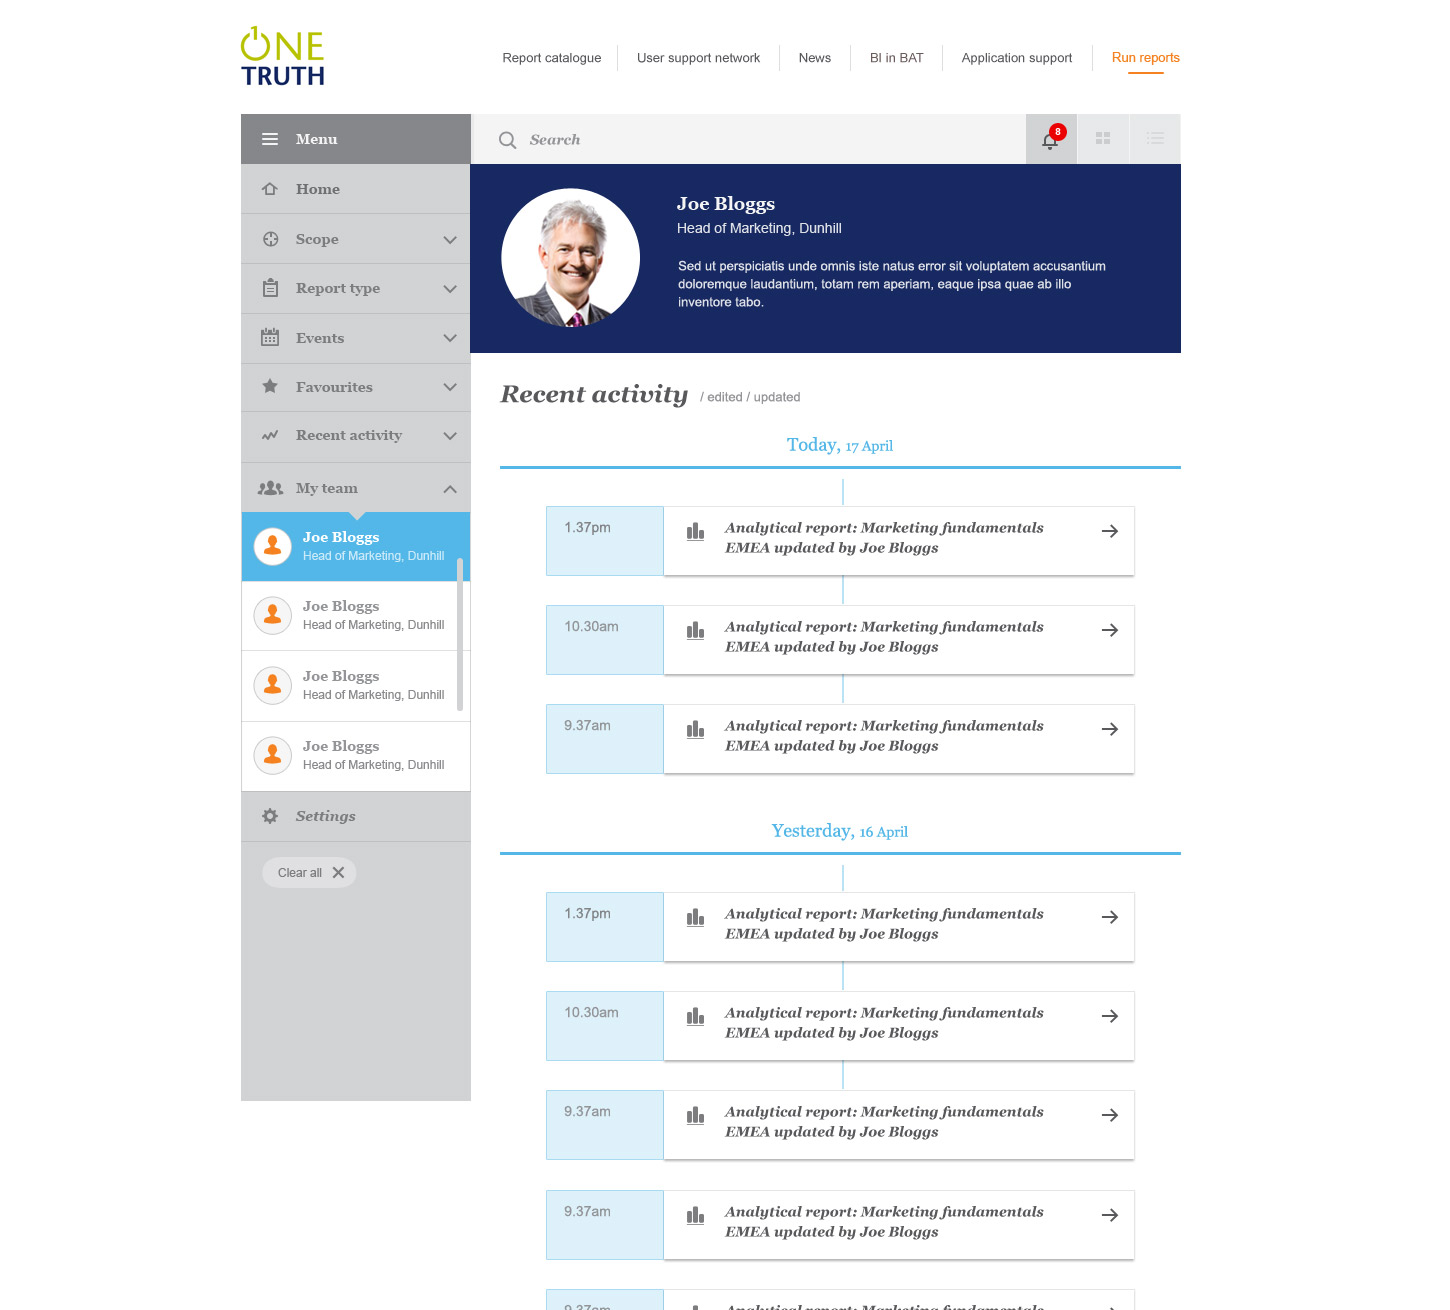 ONE
TRUTH
Report catalogue
User support network
News
BI in BAT
Application support
Run reports
Menu
Search
8
Home
Scope
Report type
Events
Favourites
Recent activity
My team
Joe Bloggs
Head of Marketing, Dunhill
Joe Bloggs
Head of Marketing, Dunhill
Joe Bloggs
Head of Marketing, Dunhill
Joe Bloggs
Head of Marketing, Dunhill
Settings
Clear all
Joe Bloggs
Head of Marketing, Dunhill
Sed ut perspiciatis unde omnis iste natus error sit voluptatem accusantium
doloremque laudantium, totam rem aperiam, eaque ipsa quae ab illo
inventore tabo.
Recent activity / edited / updated
Today, 17 April
1.37pm
Analytical report: Marketing fundamentals
EMEA updated by Joe Bloggs
10.30am
Analytical report: Marketing fundamentals
EMEA updated by Joe Bloggs
9.37am
Analytical report: Marketing fundamentals
EMEA updated by Joe Bloggs
Yesterday, 16 April
1.37pm
Analytical report: Marketing fundamentals
EMEA updated by Joe Bloggs
10.30am
Analytical report: Marketing fundamentals
EMEA updated by Joe Bloggs
9.37am
Analytical report: Marketing fundamentals
EMEA updated by Joe Bloggs
9.37am
Analytical report: Marketing fundamentals
EMEA updated by Joe Bloggs
9.37am
Analytical report: Marketing fundamentals